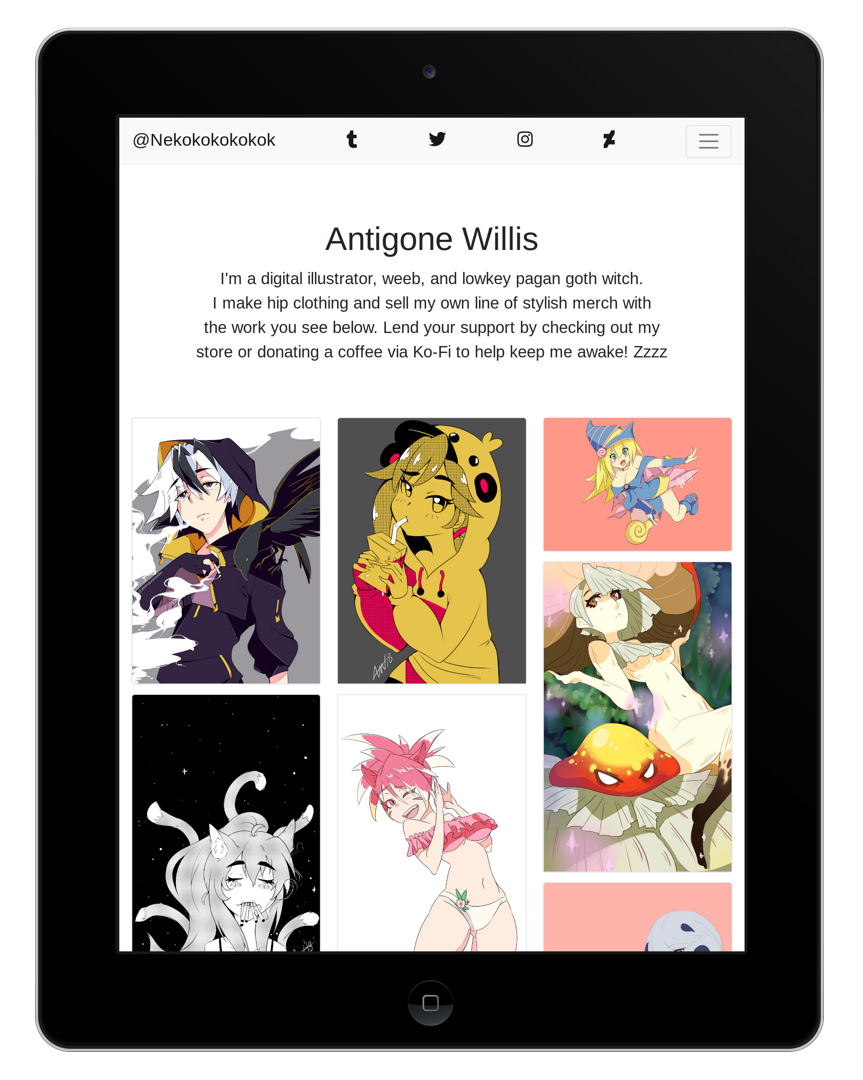 @Nekokokokokok
Antigone Willis
I'm a digital illustrator, weeb, and lowkey pagan goth witch.
I make hip clothing and sell my own line of stylish merch with
the work you see below. Lend your support by checking out my
store or donating a coffee via Ko-Fi to help keep me awake! Zzzz